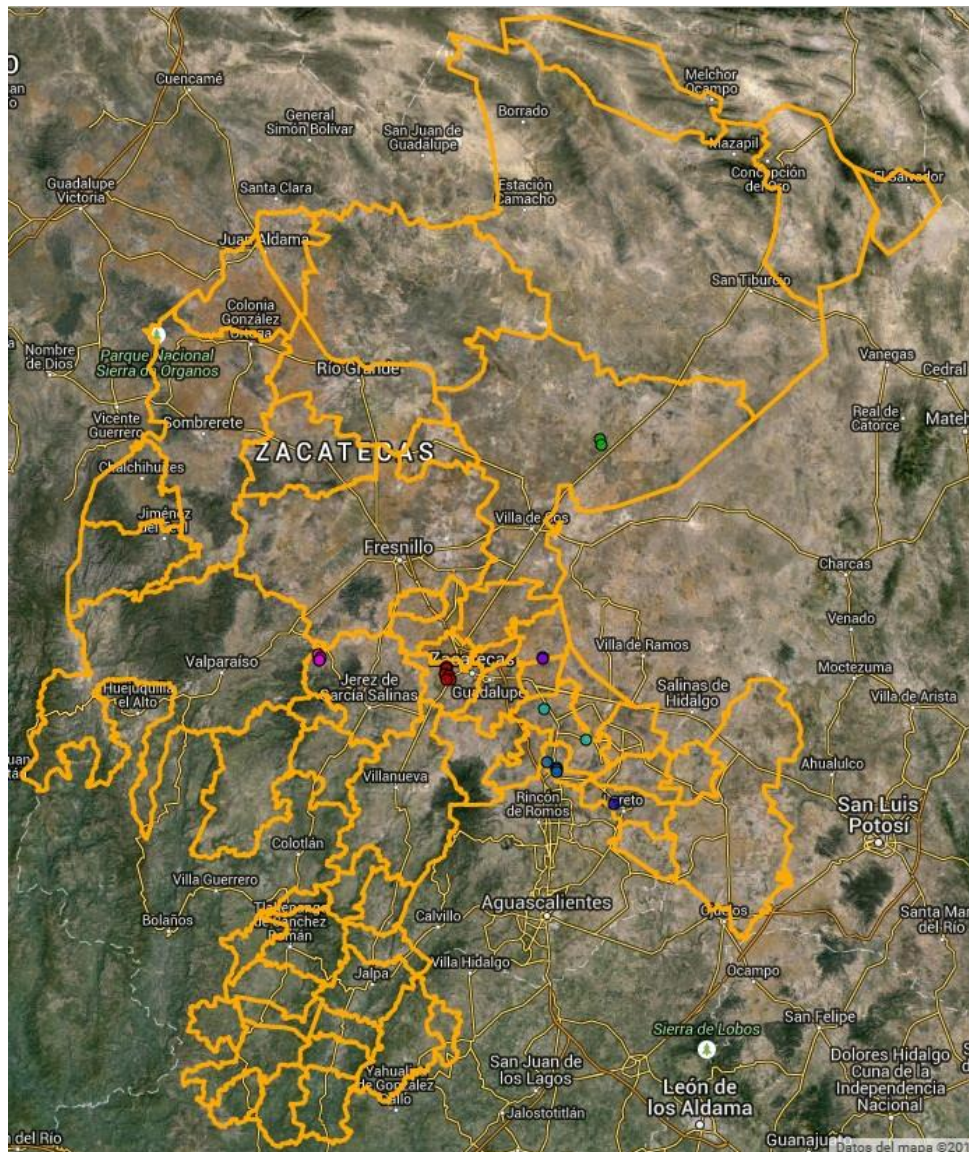 O
Cuencamé
Melchor
Ocampo
General
Simón Bolívar
San Juan de
Guadalupe
Borrado
Mazapil
Concepción
del Oro
El Salvador
Guadalupe
Victoria
Santa Clara
Estación
Camacho
Juan Aldama
San Tiburcio
Colonia
González
Ortega
Parque Nacional
Sierra de Organos
Nombre
de Dios
Río Grande
Vanegas
Cedral
Vicente
Guerrero
Sombrerete
Real de
Catorce
Mateh
ZACATECAS
Chalchihuites
Jiménez
del Teul
Villa de Cos
Fresnillo
Charcas
Venado
Villa de Ramos
Valparaíso
Zacatecas
Moctezuma
Jerez de
García Salinas
Guadalupe
Salinas de
Hidalgo
Villa de Arista
Huejuquilla
el Alto
Villanueva
Ahualulco
Rincón
de Romos
Loreto
San Luis
Potosí
Colotlán
Villa Guerrero
Aguascalientes
Tlaltenango
de Sánchez
Román
Bolaños
Calvillo
Ojuelos
Santa Mar
del Río
Villa Hidalgo
Jalpa
Ocampo
San Felipe
Sierra de Lobos
San Juan de
los Lagos
Dolores Hidalgo
Cuna de la
Independencia
Nacional
Yahualica
de González
Gallo
León de
los Aldama
Jalostotitlán
n del Río
Guanajuato
Datos del mapa ©201